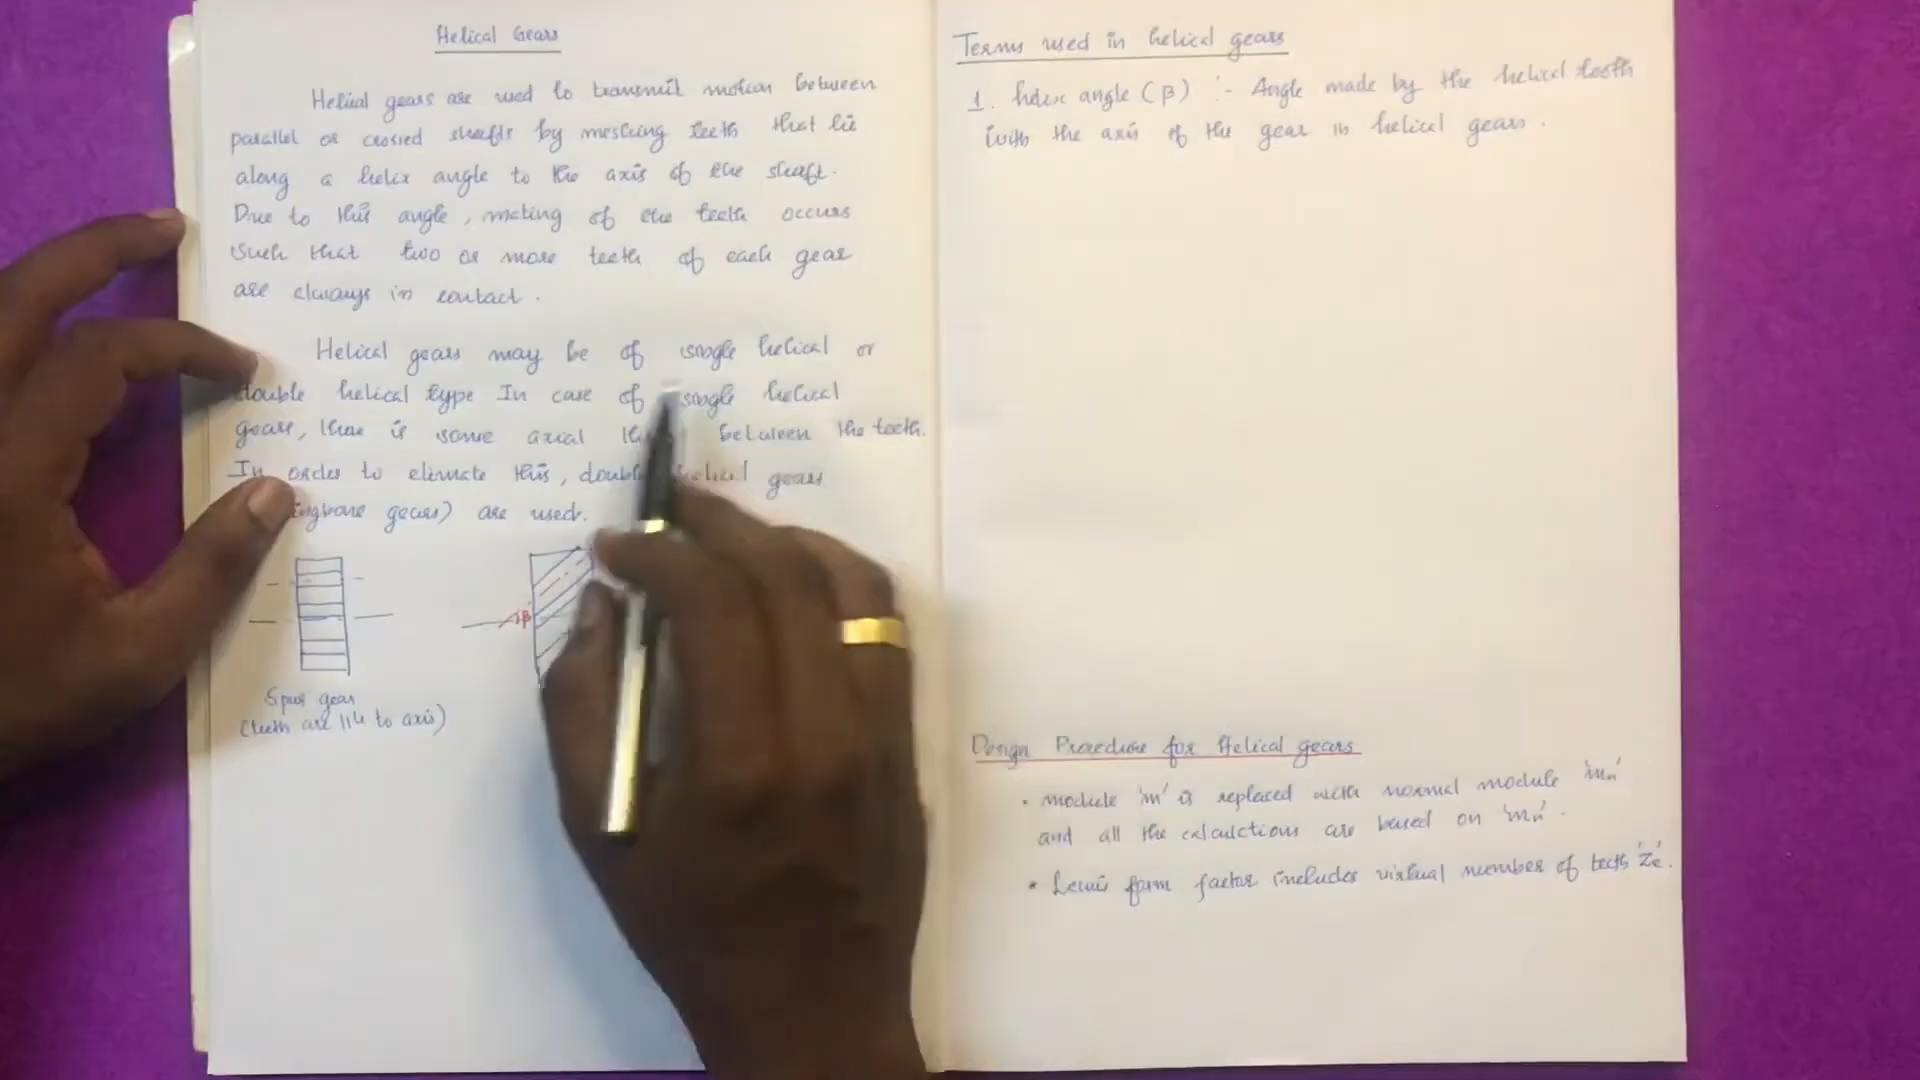 Helical Gears
Helical gears are used to transmit motion between
parallel or crossed shafts by meshing teeth that lie
along a helix angle to the axis of the shaft.
Due to this angle, mating of the teeth occurs
such that two or more teeth of each gear
are always in contact.
Helical gears may be of single helical or
double helical type In case of single helical
gears, there is some axial between the teeth.
In order to elimate this, double helical gears
gears) are used.
β
Spur gear
(teeth are 11le to axis)
Terms used in helical gears
1. helix angle (β) :- Angle made by the helical teeth
with the axis of the gear in helical gears.
Design Procedure for Helical gears
• module 'm' is replaced with normal module 'mn'
and all the calculctions are based on 'mn'.
* Lewis form factor includes virtual number of teeth 'Ze'.